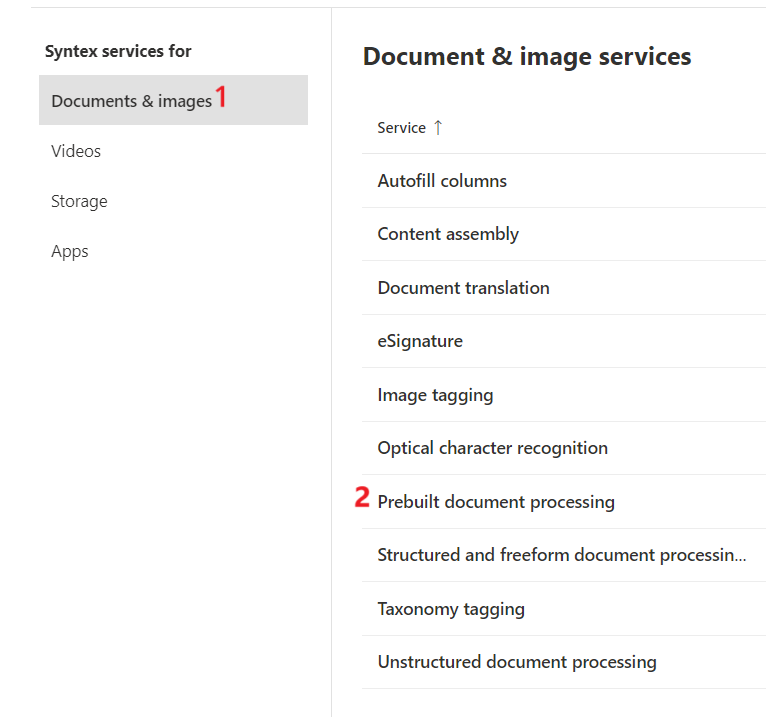 Syntex services for
Documents & images 1
Videos
Storage
Apps
Document & image services
Service ↑
Autofill columns
Content assembly
Document translation
eSignature
Image tagging
Optical character recognition
2 Prebuilt document processing
Structured and freeform document processin...
Taxonomy tagging
Unstructured document processing